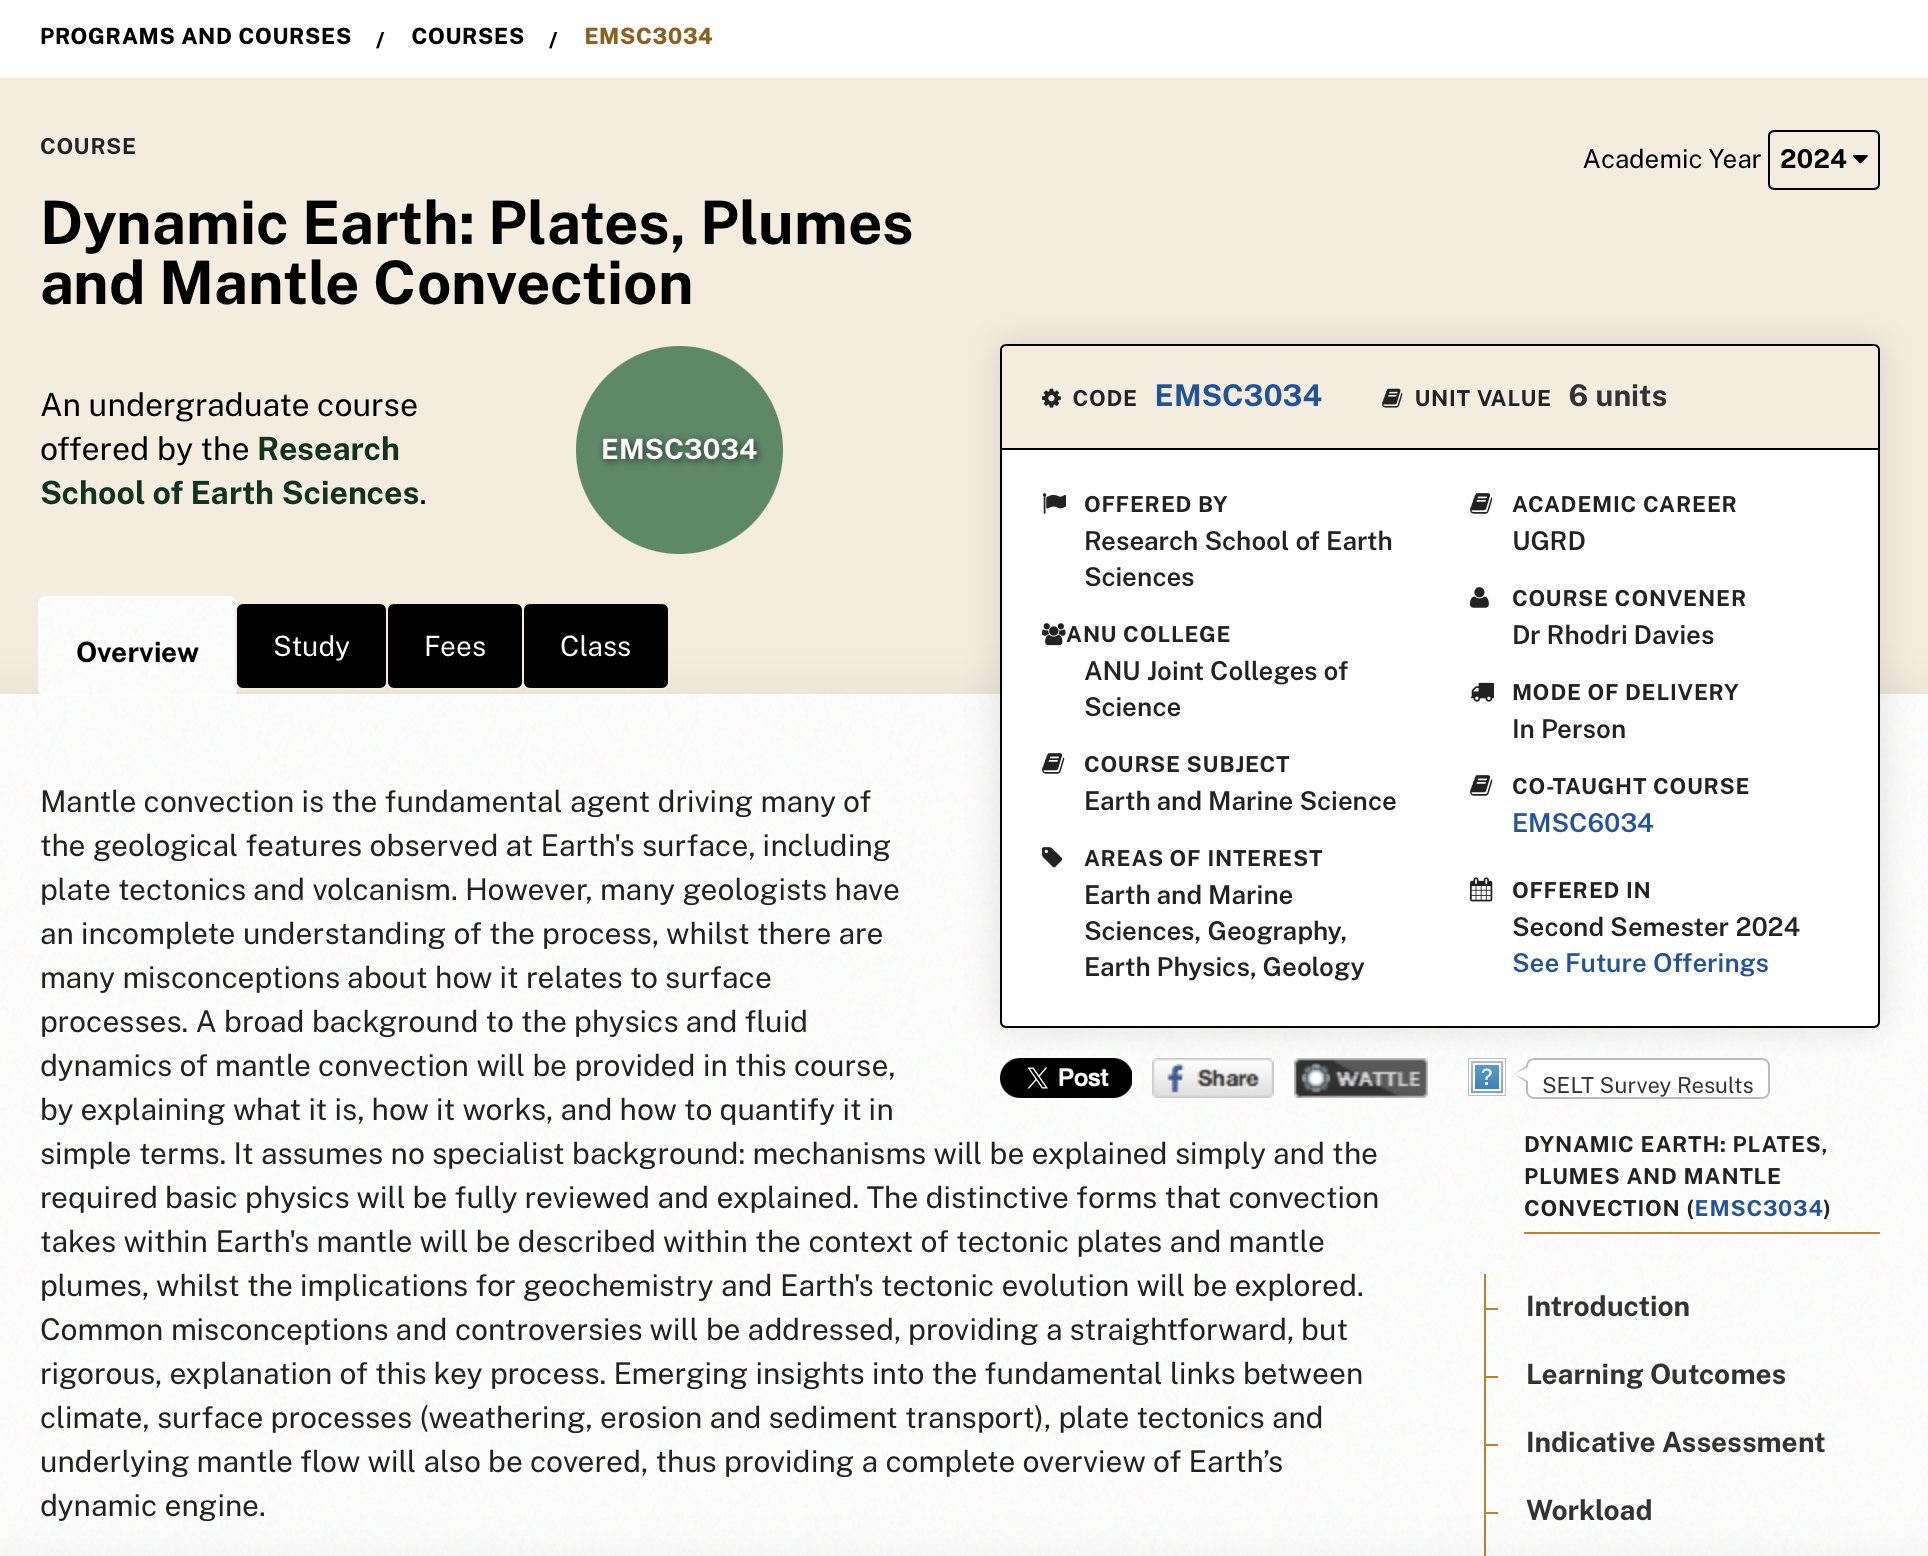 PROGRAMS AND COURSES / COURSES / EMSC3034
COURSE
Academic Year 2024
Dynamic Earth: Plates, Plumes
and Mantle Convection
An undergraduate course
offered by the Research
School of Earth Sciences.
EMSC3034
Overview
Study
Fees
Class
CODE EMSC3034
UNIT VALUE 6 units
OFFERED BY
Research School of Earth
Sciences
ANU COLLEGE
ANU Joint Colleges of
Science
COURSE SUBJECT
Earth and Marine Science
AREAS OF INTEREST
Earth and Marine
Sciences, Geography,
Earth Physics, Geology
ACADEMIC CAREER
UGRD
COURSE CONVENER
Dr Rhodri Davies
MODE OF DELIVERY
In Person
CO-TAUGHT COURSE
EMSC6034
OFFERED IN
Second Semester 2024
See Future Offerings
Mantle convection is the fundamental agent driving many of
the geological features observed at Earth's surface, including
plate tectonics and volcanism. However, many geologists have
an incomplete understanding of the process, whilst there are
many misconceptions about how it relates to surface
processes. A broad background to the physics and fluid
dynamics of mantle convection will be provided in this course,
by explaining what it is, how it works, and how to quantify it in
simple terms. It assumes no specialist background: mechanisms will be explained simply and the
required basic physics will be fully reviewed and explained. The distinctive forms that convection
takes within Earth's mantle will be described within the context of tectonic plates and mantle
plumes, whilst the implications for geochemistry and Earth's tectonic evolution will be explored.
Common misconceptions and controversies will be addressed, providing a straightforward, but
rigorous, explanation of this key process. Emerging insights into the fundamental links between
climate, surface processes (weathering, erosion and sediment transport), plate tectonics and
underlying mantle flow will also be covered, thus providing a complete overview of Earth’s
dynamic engine.
Post
Share
WATTLE
?
SELT Survey Results
DYNAMIC EARTH: PLATES,
PLUMES AND MANTLE
CONVECTION (EMSC3034)
Introduction
Learning Outcomes
Indicative Assessment
Workload